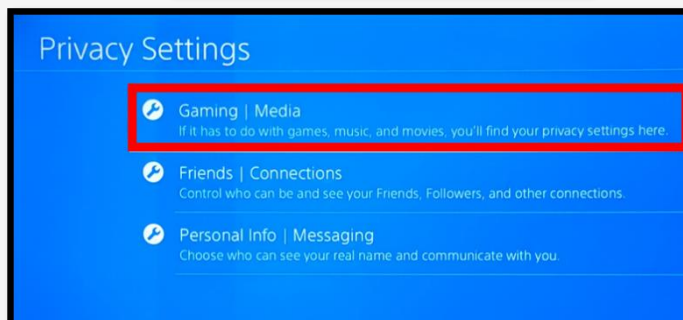 Privacy Settings
Gaming | Media
If it has to do with games, music, and movies, you'll find your privacy settings here.
Friends | Connections
Control who can be and see your Friends, Followers, and other connections.
Personal Info | Messaging
Choose who can see your real name and communicate with you.